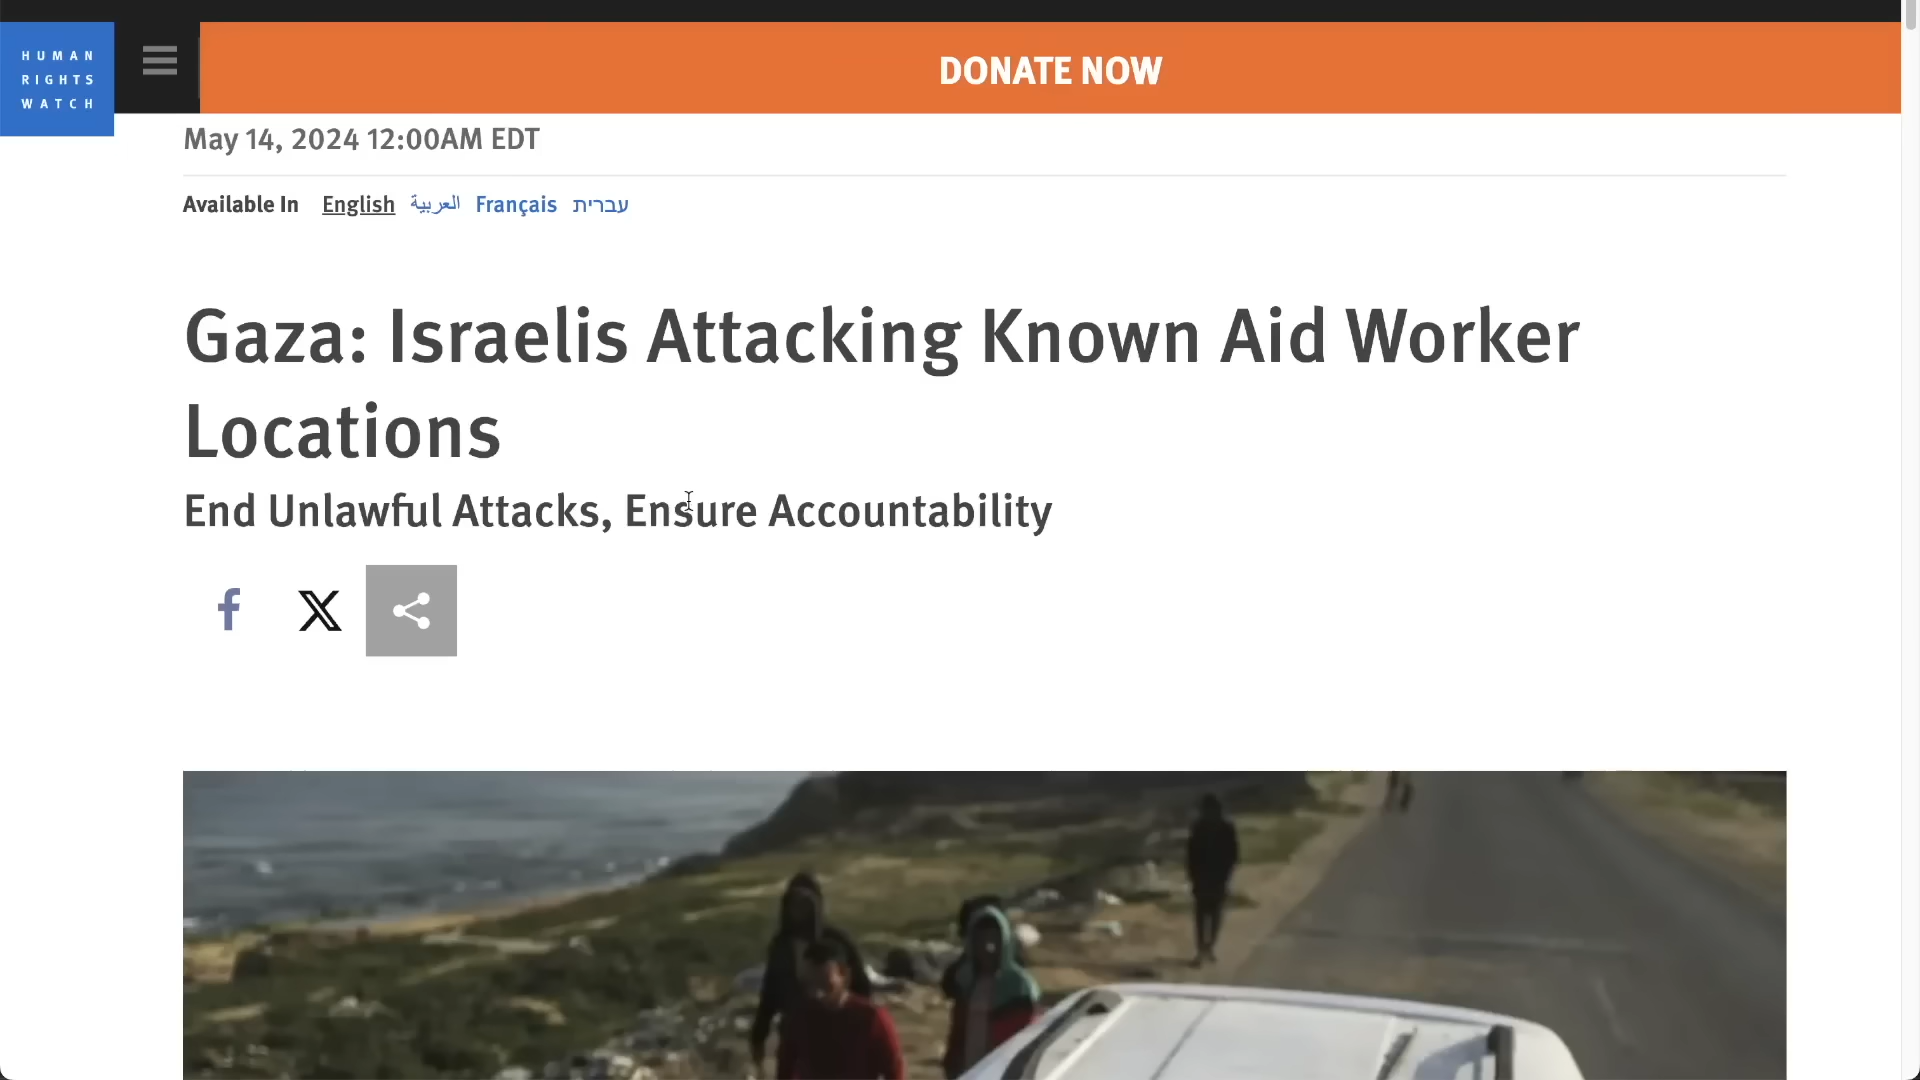 HUMAN
RIGHTS
WATCH
DONATE NOW
May 14, 2024 12:00AM EDT
Available In English العربية Français עברית
Gaza: Israelis Attacking Known Aid Worker
Locations
End Unlawful Attacks, Ensure Accountability